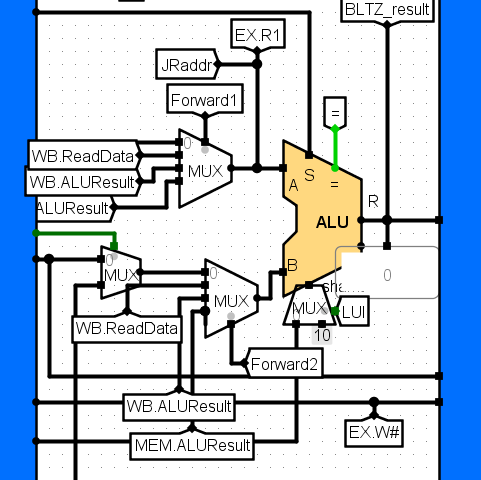 BLTZ_result
EX.R1
JRaddr
Forward1
=
0
WB.ReadData
MUX
S
=
WB.ALUResult
A
R
ALUResult
ALU
0
MUX
0
B
0
MUX
MUX
LUI
WB.ReadData
10
Forward2
WB.ALUResult
EX.W#
MEM.ALUResult